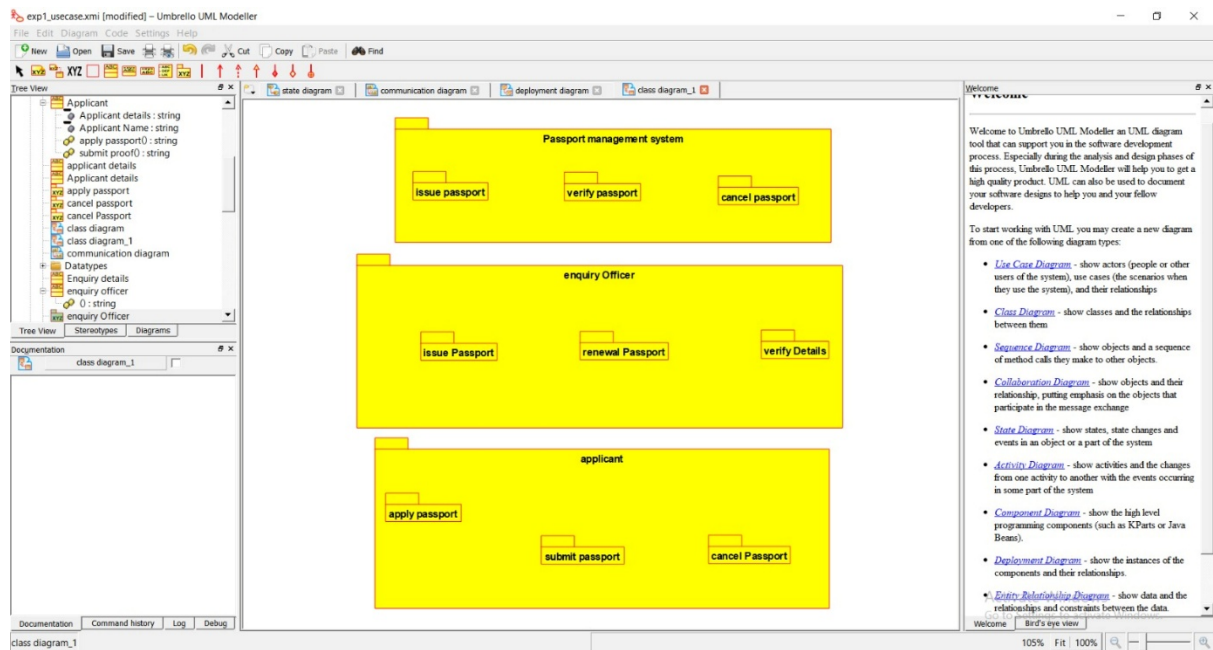 exp1_usecase.xmi [modified] – Umbrello UML Modeller
File Edit Diagram Code Settings Help
New Open Save Cut Copy Paste Find
XYZ
Tree View
Applicant
Applicant details : string
Applicant Name : string
apply passport() : string
submit proof() : string
applicant details
Applicant details
apply passport
cancel passport
cancel Passport
class diagram
class diagram_1
communication diagram
Datatypes
Enquiry details
enquiry officer
() : string
enquiry Officer
Tree View Stereotypes Diagrams
Documentation
class diagram_1
Documentation Command history Log Debug
class diagram_1
state diagram communication diagram deployment diagram class diagram_1
Passport management system
issue passport verify passport cancel passport
enquiry Officer
issue Passport renewal Passport verify Details
applicant
apply passport
submit passport cancel Passport
Welcome
Welcome
Welcome to Umbrello UML Modeller an UML diagram
tool that can support you in the software development
process. Especially during the analysis and design phases of
this process, Umbrello UML Modeller will help you to get a
high quality product. UML can also be used to document
your software designs to help you and your fellow
developers.
To start working with UML you may create a new diagram
from one of the following diagram types:
• Use Case Diagram - show actors (people or other
users of the system), use cases (the scenarios when
they use the system), and their relationships
• Class Diagram - show classes and the relationships
between them
• Sequence Diagram - show objects and a sequence
of method calls they make to other objects.
• Collaboration Diagram - show objects and their
relationship, putting emphasis on the objects that
participate in the message exchange
• State Diagram - show states, state changes and
events in an object or a part of the system
• Activity Diagram - show activities and the changes
from one activity to another with the events occurring
in some part of the system
• Component Diagram - show the high level
programming components (such as KParts or Java
Beans).
• Deployment Diagram - show the instances of the
components and their relationships.
• Entity Relationship Diagram - show data and the
relationships and constraints between the data.
Welcome Bird's eye view
105% Fit 100%